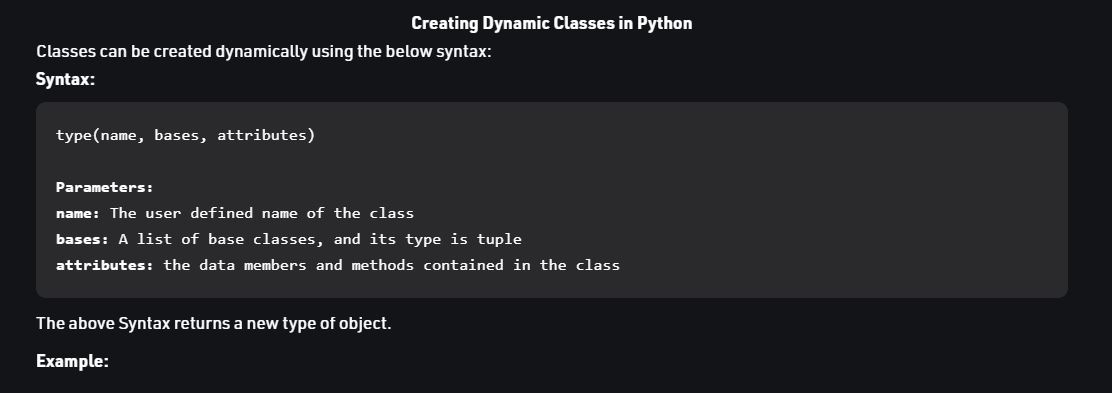 Creating Dynamic Classes in Python
Classes can be created dynamically using the below syntax:
Syntax:
type(name, bases, attributes)
Parameters:
name: The user defined name of the class
bases: A list of base classes, and its type is tuple
attributes: the data members and methods contained in the class
The above Syntax returns a new type of object.
Example: